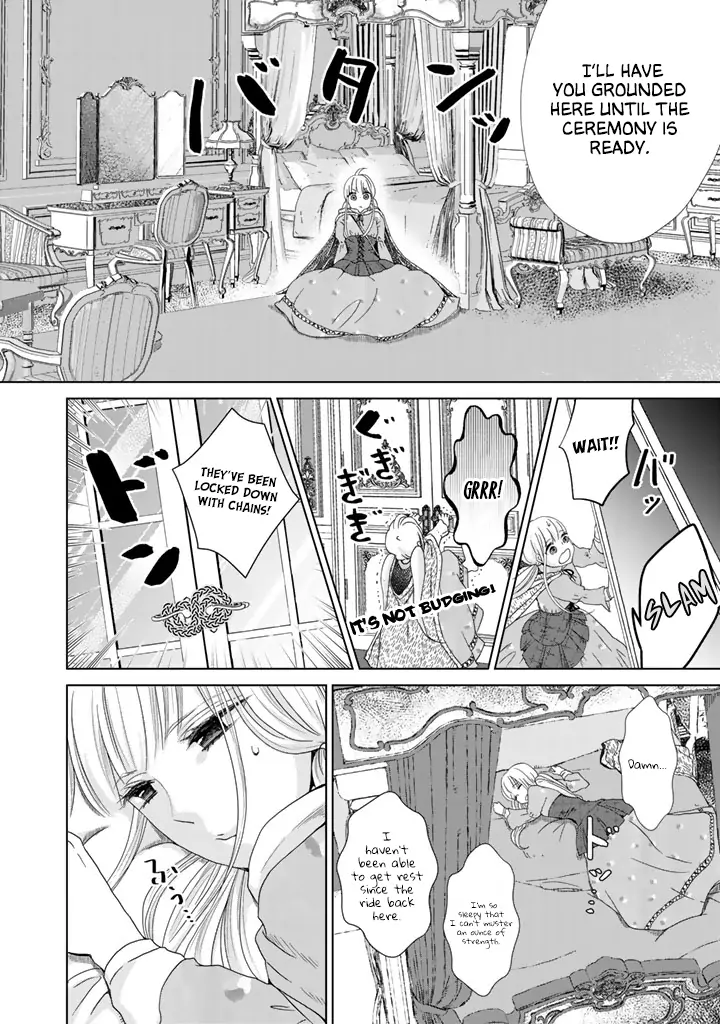 I'LL HAVE
YOU GROUNDED
HERE UNTIL THE
CEREMONY IS
READY.
バタンッ
WAIT!!
バン
SLAM
GRRR!
ぐぎぎぎ
IT'S NOT BUDGING!
THEY'VE BEEN
LOCKED DOWN
WITH CHAINS!
ドドン
Damn...
I'm so
sleepy that
I can't muster
an ounce of
strength.
I
haven't
been able
to get rest
since the
ride back
here.